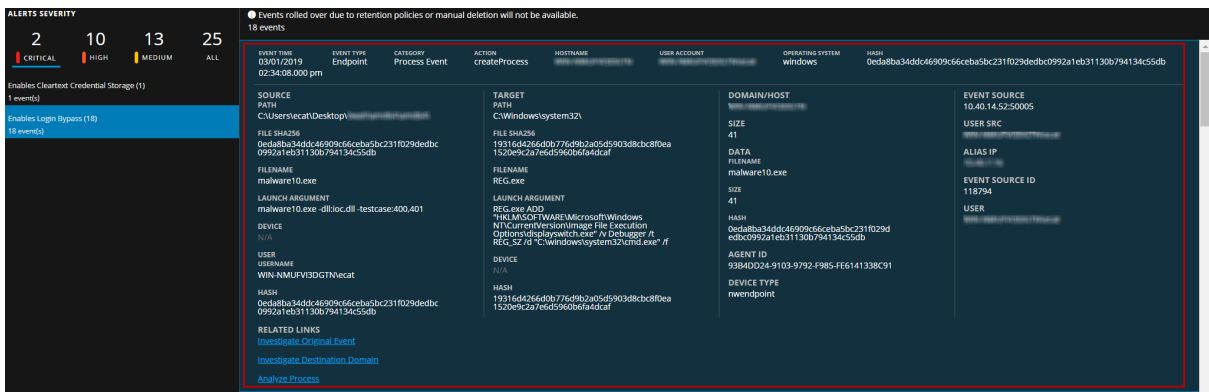 ALERTS SEVERITY
2 10 13 25
CRITICAL HIGH MEDIUM ALL
Enables Cleartext Credential Storage (1)
1 event(s)
Enables Login Bypass (18)
18 event(s)
Events rolled over due to retention policies or manual deletion will not be available.
18 events
EVENT TIME EVENT TYPE CATEGORY ACTION HOSTNAME USER ACCOUNT OPERATING SYSTEM HASH
03/01/2019 Endpoint Process Event createProcess windows 0eda8ba34ddc46909c66ceba5bc231f029dedbc0992a1eb31130b794134c55db
02:34:08.000 pm
SOURCE
PATH
C:\Users\ecat\Desktop\
FILE SHA256
0eda8ba34ddc46909c66ceba5bc231f029dedbc
0992a1eb31130b794134c55db
FILENAME
malware10.exe
LAUNCH ARGUMENT
malware10.exe -dll:ioc.dll -testcase:400,401
DEVICE
N/A
USER
USERNAME
WIN-NMUFVI3DGTN\ecat
HASH
0eda8ba34ddc46909c66ceba5bc231f029dedbc
0992a1eb31130b794134c55db
RELATED LINKS
Investigate Original Event
Investigate Destination Domain
Analyze Process
TARGET
PATH
C:\Windows\system32\
FILE SHA256
19316d4266d0b776d9b2a05d5903d8cbc8f0ea
1520e9c2a7e6d5960b6fa4dcaf
FILENAME
REG.exe
LAUNCH ARGUMENT
REG.exe ADD
"HKLM\SOFTWARE\Microsoft\Windows
NT\CurrentVersion\Image File Execution
Options\displayswitch.exe" /v Debugger /t
REG_SZ /d "C:\windows\system32\cmd.exe" /f
DEVICE
N/A
HASH
19316d4266d0b776d9b2a05d5903d8cbc8f0ea
1520e9c2a7e6d5960b6fa4dcaf
DOMAIN/HOST
SIZE
41
DATA
FILENAME
malware10.exe
SIZE
41
HASH
0eda8ba34ddc46909c66ceba5bc231f029d
edbc0992a1eb31130b794134c55db
AGENT ID
93B4DD24-9103-9792-F985-FE6141338C91
DEVICE TYPE
nwendpoint
EVENT SOURCE
10.40.14.52:50005
USER SRC
ALIAS IP
EVENT SOURCE ID
118794
USER